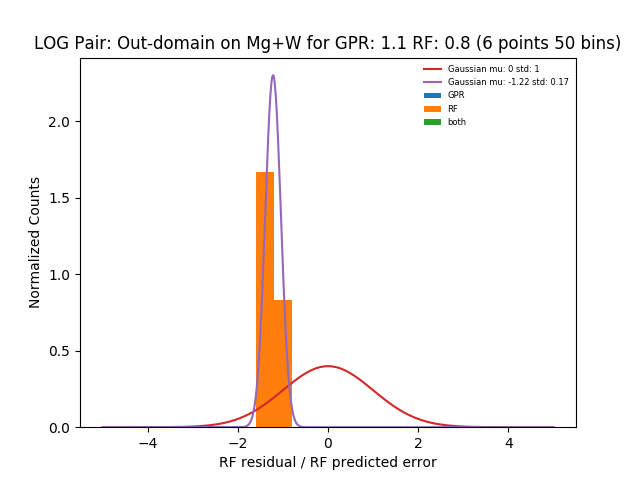 LOG Pair: Out-domain on Mg+W for GPR: 1.1 RF: 0.8 (6 points 50 bins)
Gaussian mu: 0 std: 1
Gaussian mu: -1.22 std: 0.17
GPR
RF
both
Normalized Counts
2.0
1.5
1.0
0.5
0.0
−4 −2 0 2 4
RF residual / RF predicted error